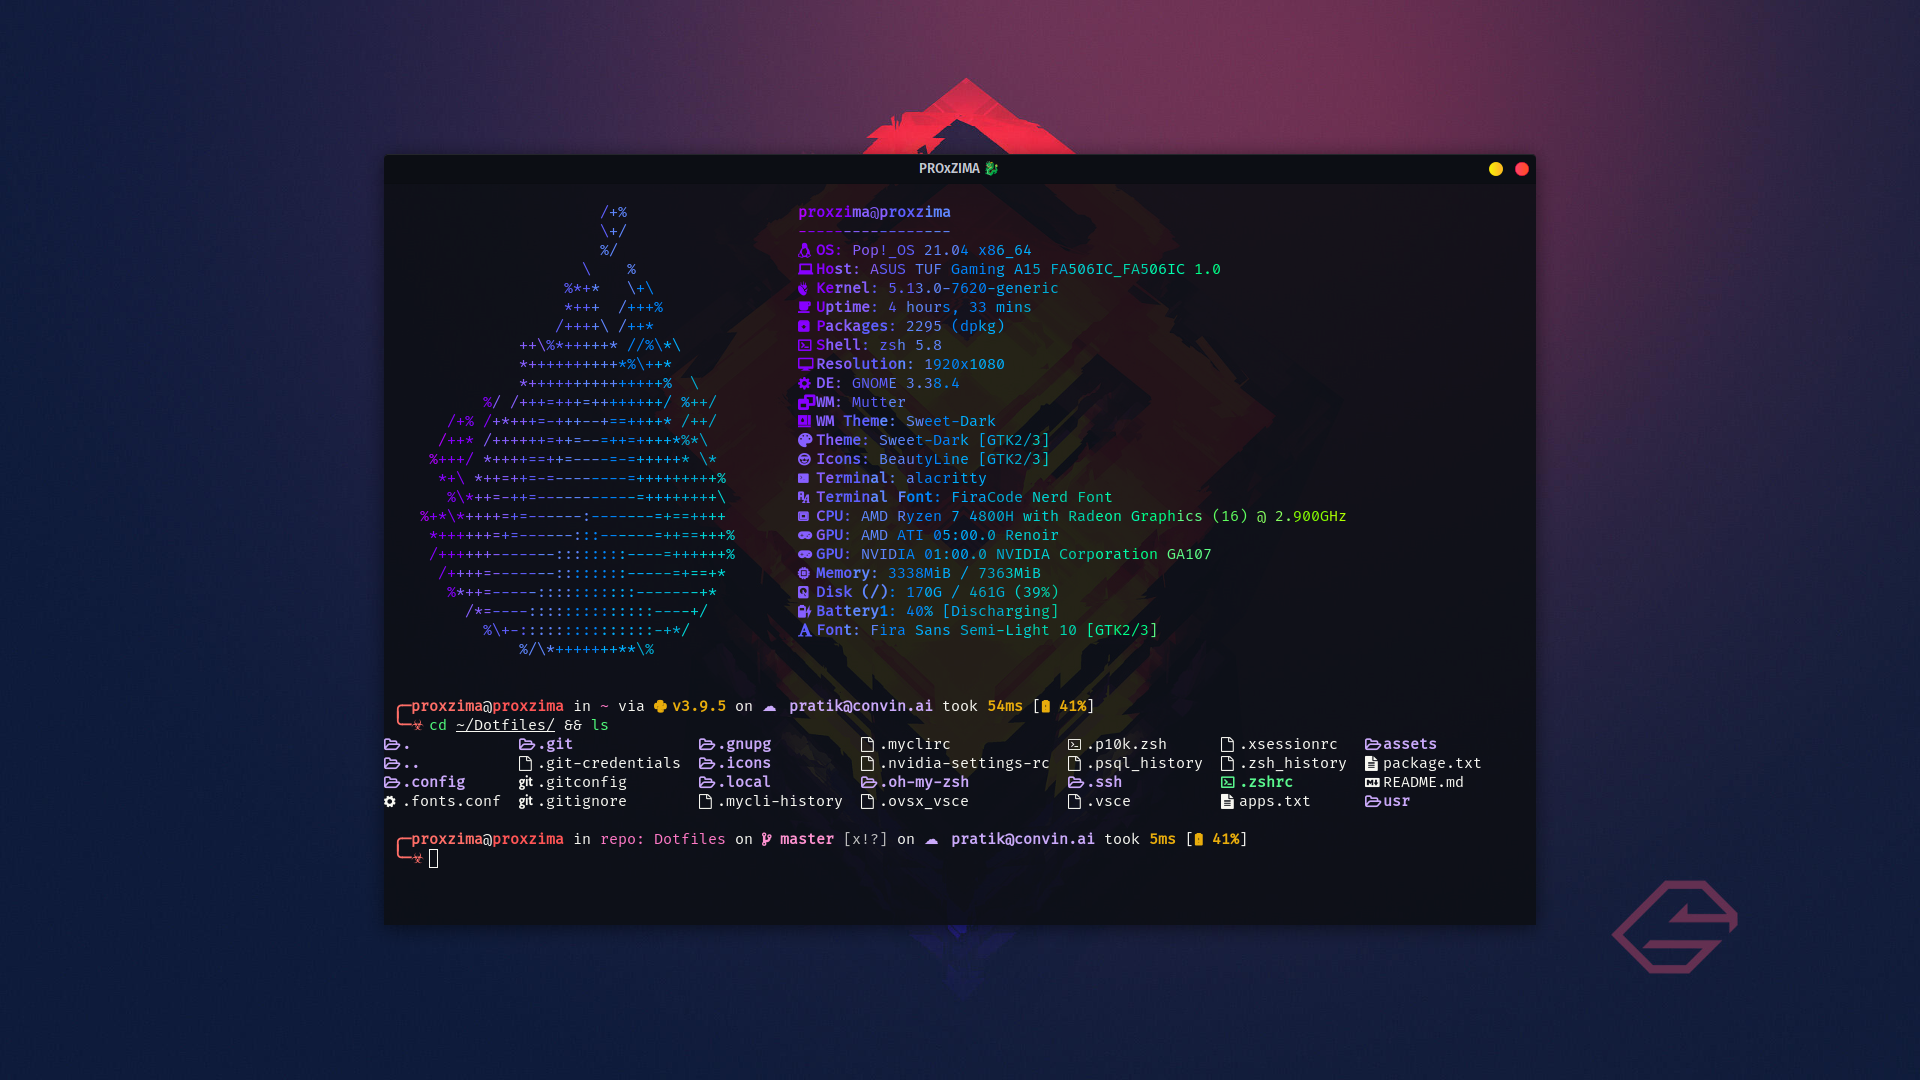 PROxZIMA
proxzima@proxzima
-----------------
OS: Pop!_OS 21.04 x86_64
Host: ASUS TUF Gaming A15 FA506IC_FA506IC 1.0
Kernel: 5.13.0-7620-generic
Uptime: 4 hours, 33 mins
Packages: 2295 (dpkg)
Shell: zsh 5.8
Resolution: 1920x1080
DE: GNOME 3.38.4
WM: Mutter
WM Theme: Sweet-Dark
Theme: Sweet-Dark [GTK2/3]
Icons: BeautyLine [GTK2/3]
Terminal: alacritty
Terminal Font: FiraCode Nerd Font
CPU: AMD Ryzen 7 4800H with Radeon Graphics (16) @ 2.900GHz
GPU: AMD ATI 05:00.0 Renoir
GPU: NVIDIA 01:00.0 NVIDIA Corporation GA107
Memory: 3338MiB / 7363MiB
Disk (/): 170G / 461G (39%)
Battery1: 40% [Discharging]
Font: Fira Sans Semi-Light 10 [GTK2/3]
proxzima@proxzima in ~ via v3.9.5 on ☁ pratik@convin.ai took 54ms [41%]
cd ~/Dotfiles/ && ls
. .git .gnupg .myclirc .p10k.zsh .xsessionrc assets
.. .git-credentials .icons .nvidia-settings-rc .psql_history .zsh_history package.txt
.config .gitconfig .local .oh-my-zsh .ssh .zshrc README.md
.fonts.conf .gitignore .mycli-history .ovsx_vsce .vsce apps.txt usr
proxzima@proxzima in repo: Dotfiles on master [x!?] on ☁ pratik@convin.ai took 5ms [41%]